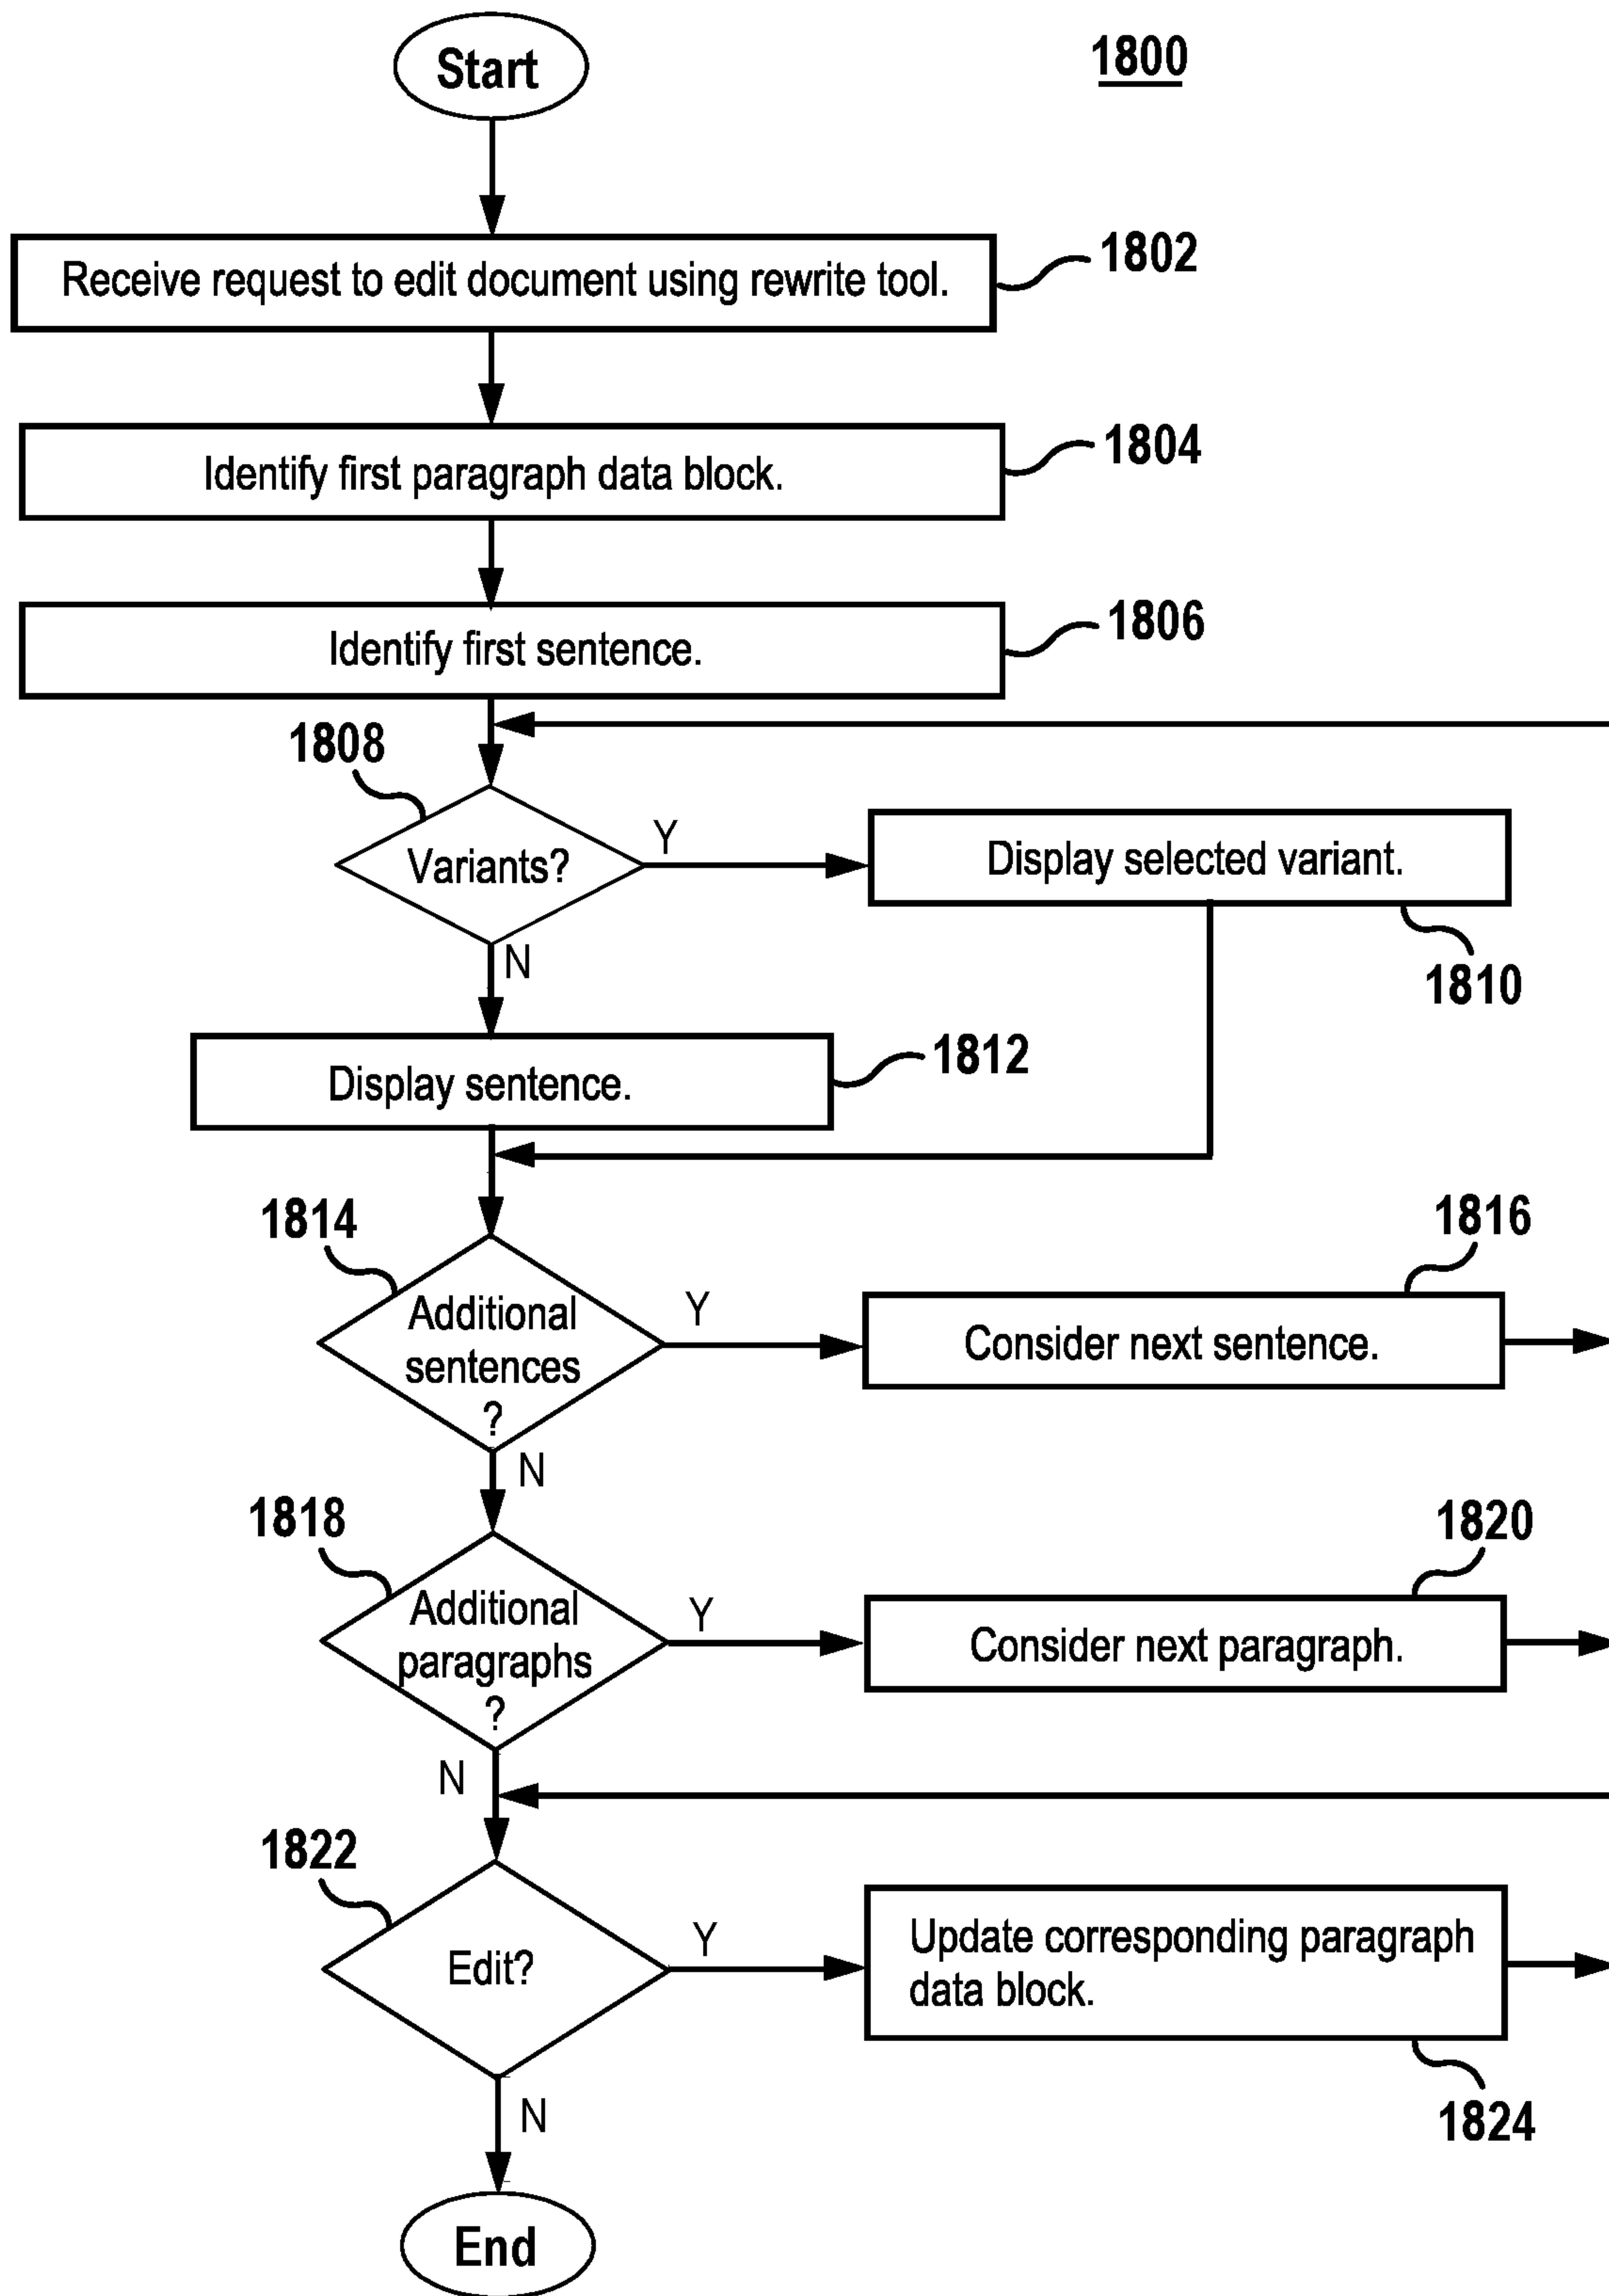 Start
1800
Receive request to edit document using rewrite tool.
1802
Identify first paragraph data block.
1804
Identify first sentence.
1806
1808
Variants?
Y
Display selected variant.
1810
N
Display sentence.
1812
1814
Additional
sentences
?
Y
1816
Consider next sentence.
N
1818
Additional
paragraphs
?
Y
1820
Consider next paragraph.
N
1822
Edit?
Y
Update corresponding paragraph
data block.
1824
N
End